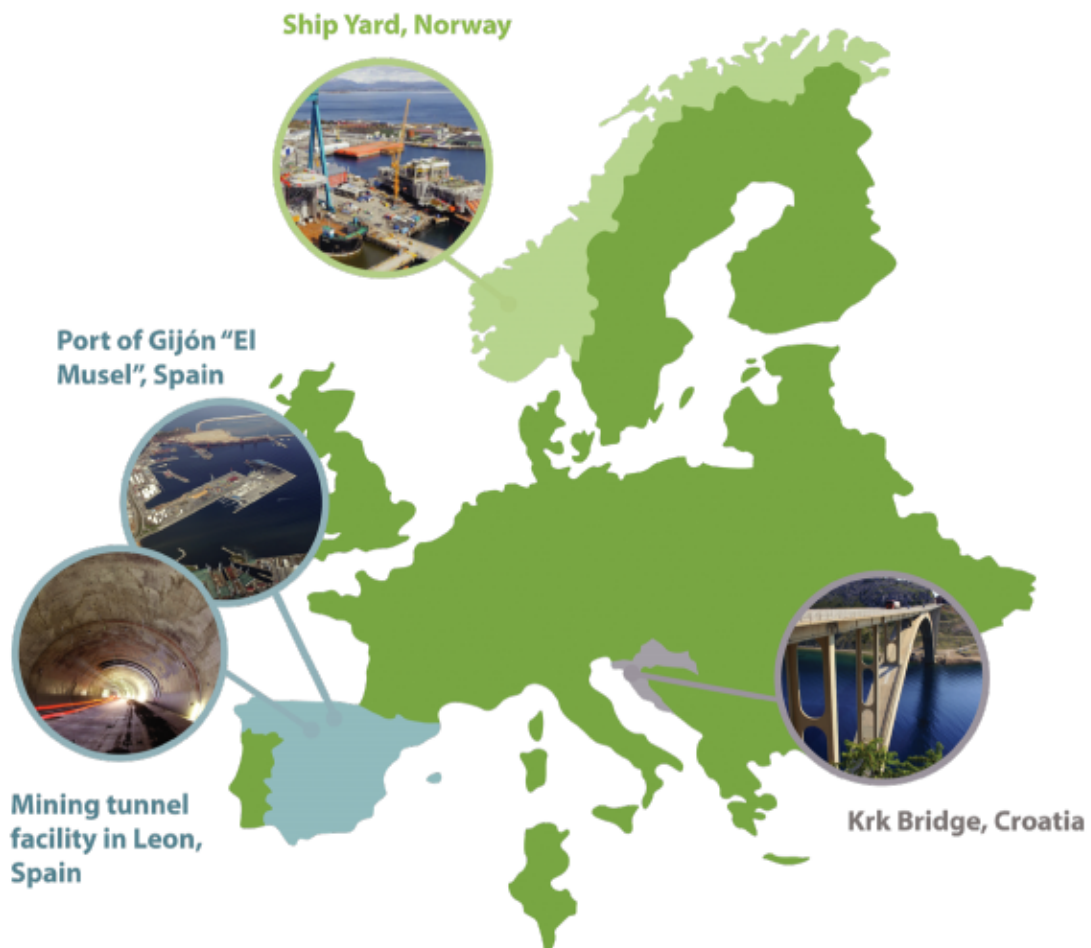 Ship Yard, Norway
Port of Gijón “El
Musel”, Spain
Mining tunnel
facility in Leon,
Spain
Krk Bridge, Croatia